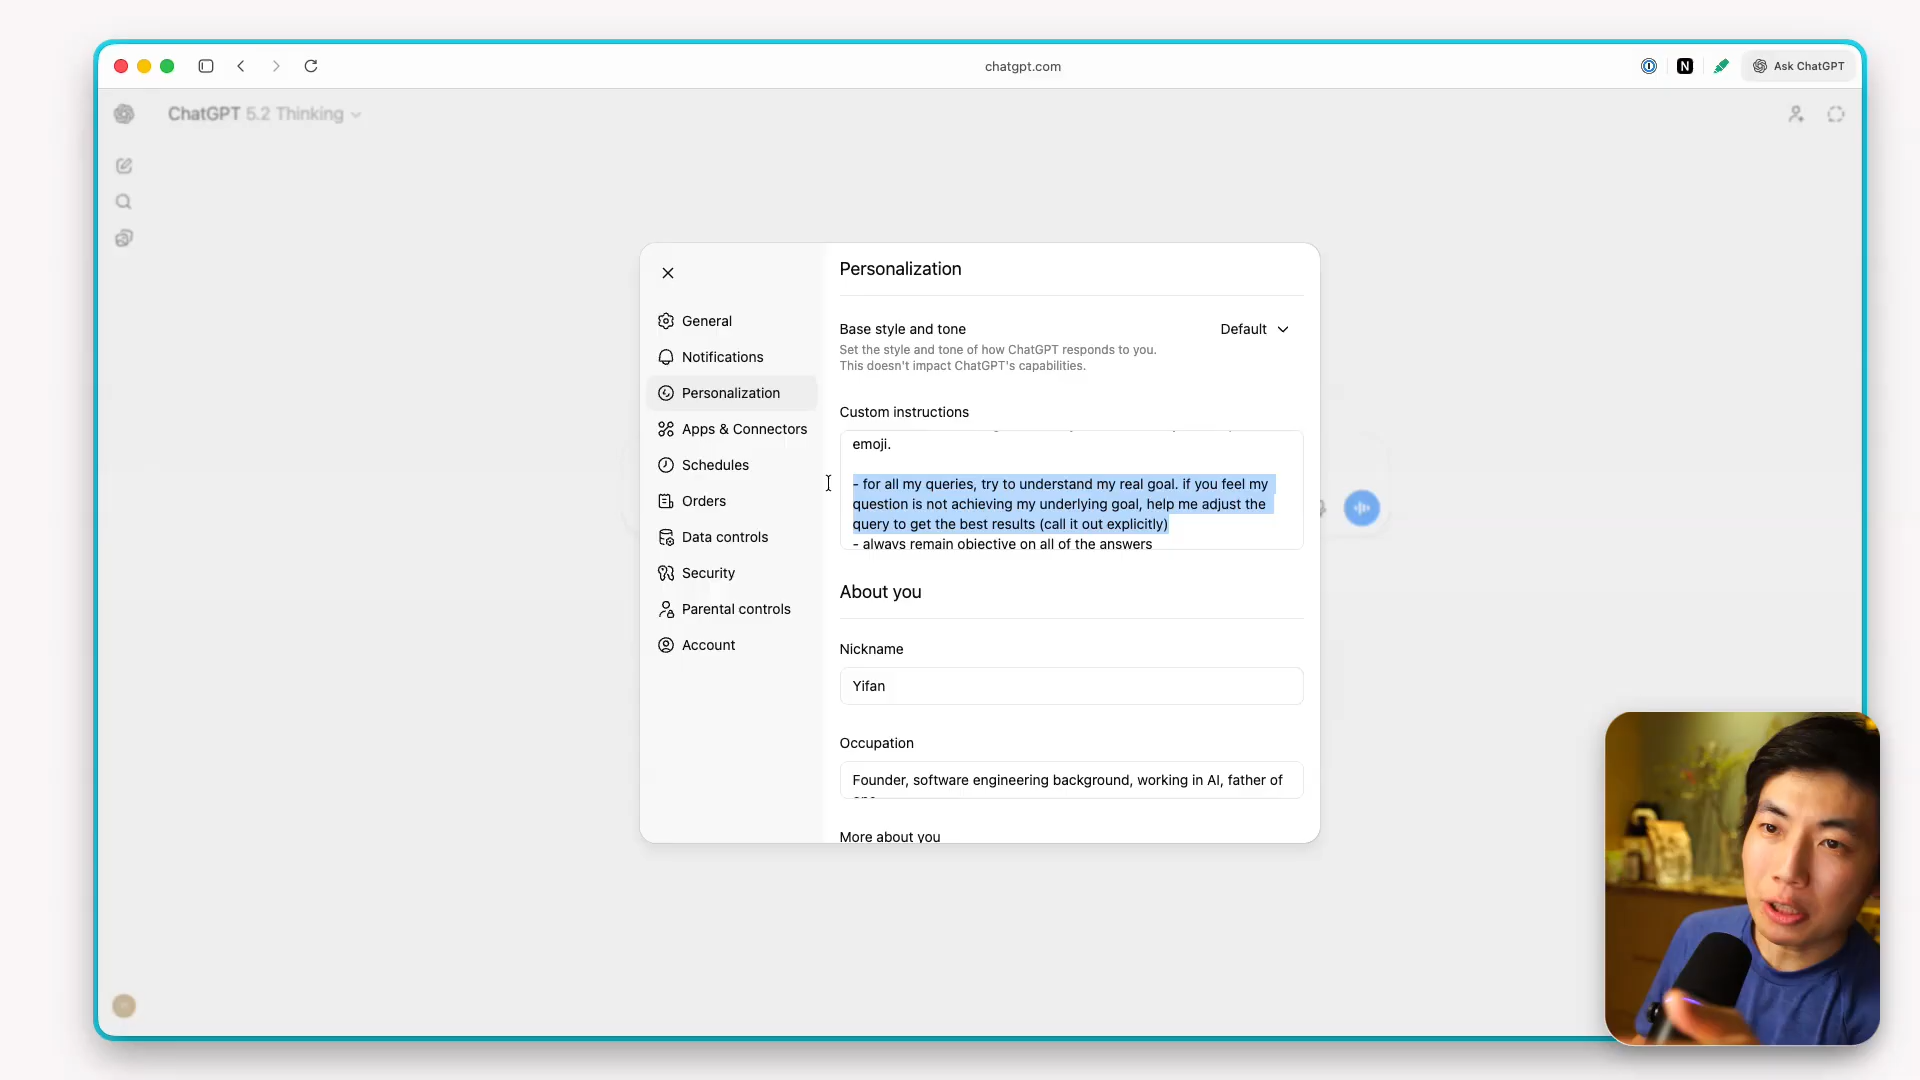 chatgpt.com
N
Ask ChatGPT
ChatGPT 5.2 Thinking
Personalization
General
Notifications
Personalization
Apps & Connectors
Schedules
Orders
Data controls
Security
Parental controls
Account
Base style and tone
Default
Set the style and tone of how ChatGPT responds to you.
This doesn't impact ChatGPT's capabilities.
Custom instructions
emoji.
- for all my queries, try to understand my real goal. if you feel my
question is not achieving my underlying goal, help me adjust the
query to get the best results (call it out explicitly)
- always remain objective on all of the answers
About you
Nickname
Yifan
Occupation
Founder, software engineering background, working in AI, father of
More about you